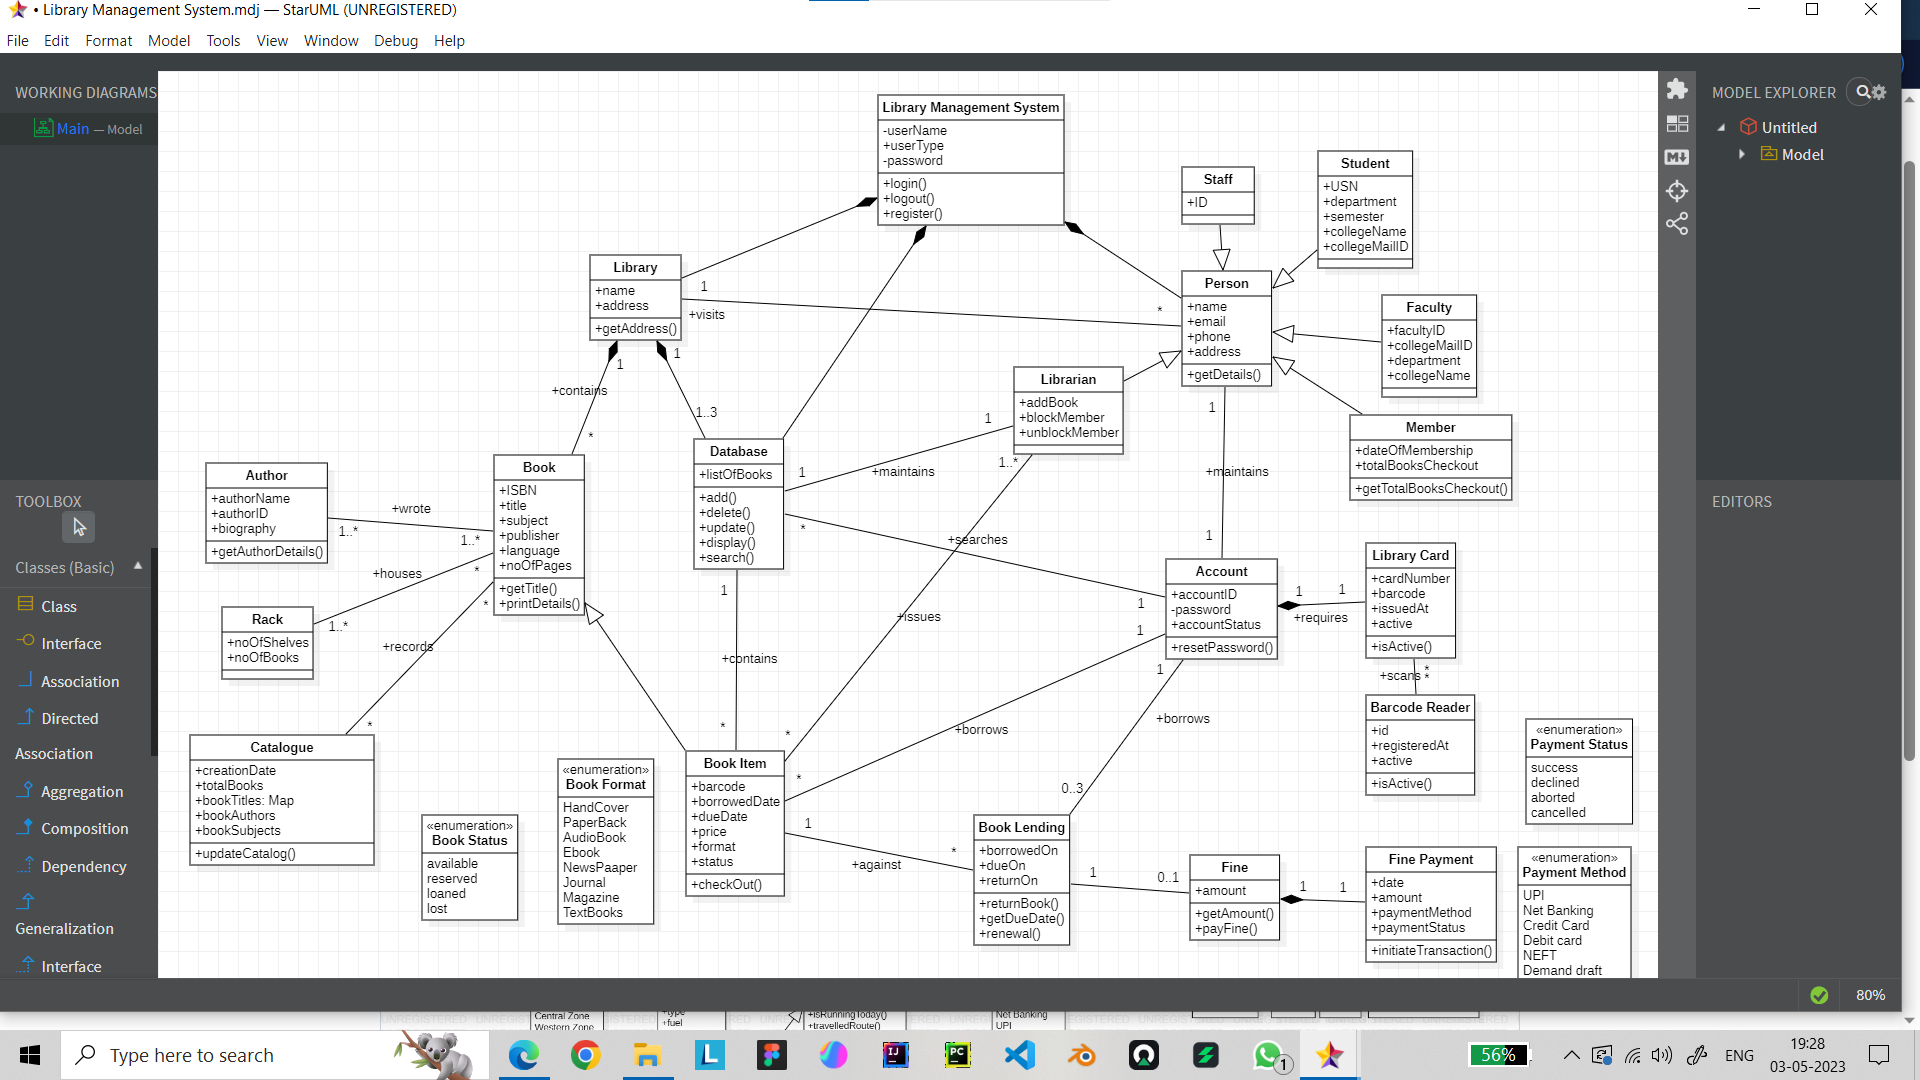 • Library Management System.mdj — StarUML (UNREGISTERED)
File Edit Format Model Tools View Window Debug Help
WORKING DIAGRAMS
Main — Model
TOOLBOX
Classes (Basic)
Class
Interface
Association
Directed
Association
Aggregation
Composition
Dependency
Generalization
Interface
Library Management System
-userName
+userType
-password
+login()
+logout()
+register()
Staff
+ID
Student
+USN
+department
+semester
+collegeName
+collegeMailID
Library
+name
+address
+getAddress()
1
+visits
*
Person
+name
+email
+phone
+address
+getDetails()
Faculty
+facultyID
+collegeMailID
+department
+collegeName
1
1
+contains
*
1..3
Librarian
+addBook
+blockMember
+unblockMember
Member
+dateOfMembership
+totalBooksCheckout
+getTotalBooksCheckout()
Database
+listOfBooks
+add()
+delete()
+update()
+display()
+search()
1
+maintains
1
1..*
1
+maintains
1
Author
+authorName
+authorID
+biography
+getAuthorDetails()
+wrote
1..*
1..*
Book
+ISBN
+title
+subject
+publisher
+language
+noOfPages
+getTitle()
+printDetails()
+houses
*
1..*
Rack
+noOfShelves
+noOfBooks
*
+records
*
*
+searches
1
Account
+accountID
-password
+accountStatus
+resetPassword()
1
1
+requires
Library Card
+cardNumber
+barcode
+issuedAt
+active
+isActive()
*
+scans
*
Barcode Reader
+id
+registeredAt
+active
+isActive()
1
+contains
*
+issues
*
1
+borrows
*
1
+borrows
0..3
Catalogue
+creationDate
+totalBooks
+bookTitles: Map
+bookAuthors
+bookSubjects
+updateCatalog()
«enumeration»
Book Status
available
reserved
loaned
lost
«enumeration»
Book Format
HandCover
PaperBack
AudioBook
Ebook
NewsPaaper
Journal
Magazine
TextBooks
Book Item
+barcode
+borrowedDate
+dueDate
+price
+format
+status
+checkOut()
1
+against
*
Book Lending
+borrowedOn
+dueOn
+returnOn
+returnBook()
+getDueDate()
+renewal()
1
0..1
Fine
+amount
+getAmount()
+payFine()
1
1
Fine Payment
+date
+amount
+paymentMethod
+paymentStatus
+initiateTransaction()
«enumeration»
Payment Status
success
declined
aborted
cancelled
«enumeration»
Payment Method
UPI
Net Banking
Credit Card
Debit card
NEFT
Demand draft
MODEL EXPLORER
Untitled
Model
EDITORS
80%
Central Zone
Western Zone
+type
+fuel
+isRunningToday()
+travelledRoute()
Net Banking
UPI
UNREGISTERED
Type here to search
1
56%
ENG
19:28
03-05-2023